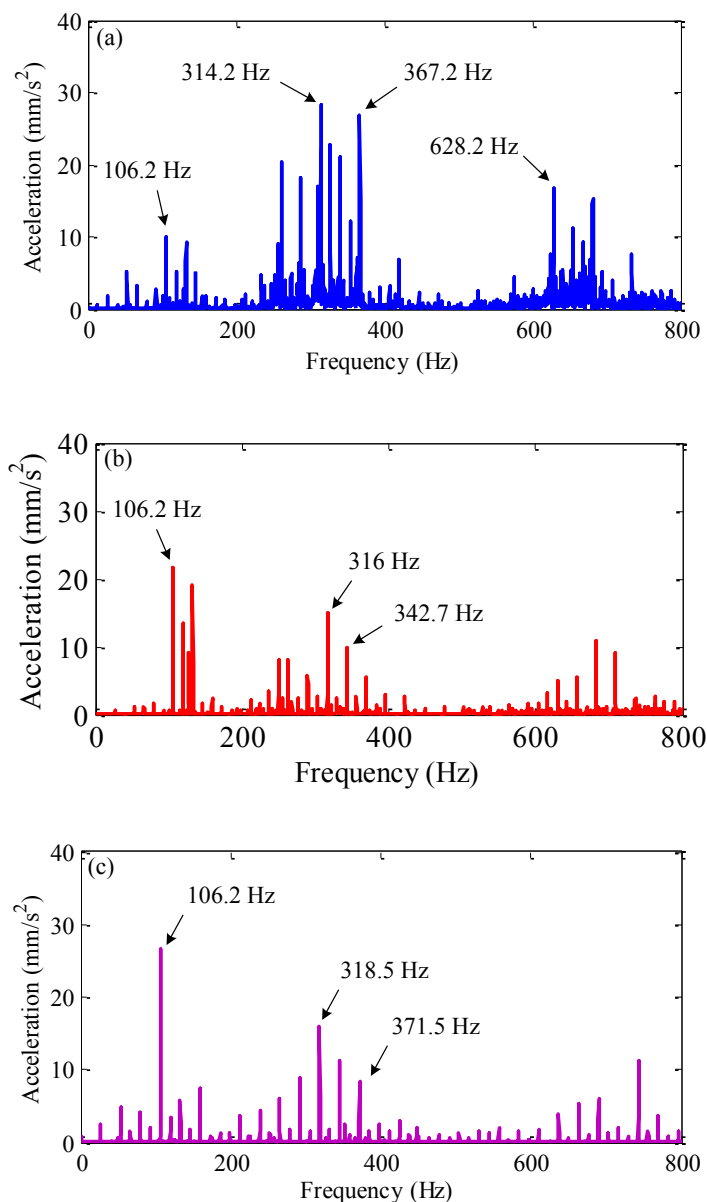 (a)
40
30
20
10
0
Acceleration (mm/s²)
314.2 Hz
367.2 Hz
106.2 Hz
628.2 Hz
0 200 400 600 800
Frequency (Hz)
(b)
40
30
20
10
0
Acceleration (mm/s²)
106.2 Hz
316 Hz
342.7 Hz
0 200 400 600 800
Frequency (Hz)
(c)
40
30
20
10
0
Acceleration (mm/s²)
106.2 Hz
318.5 Hz
371.5 Hz
0 200 400 600 800
Frequency (Hz)